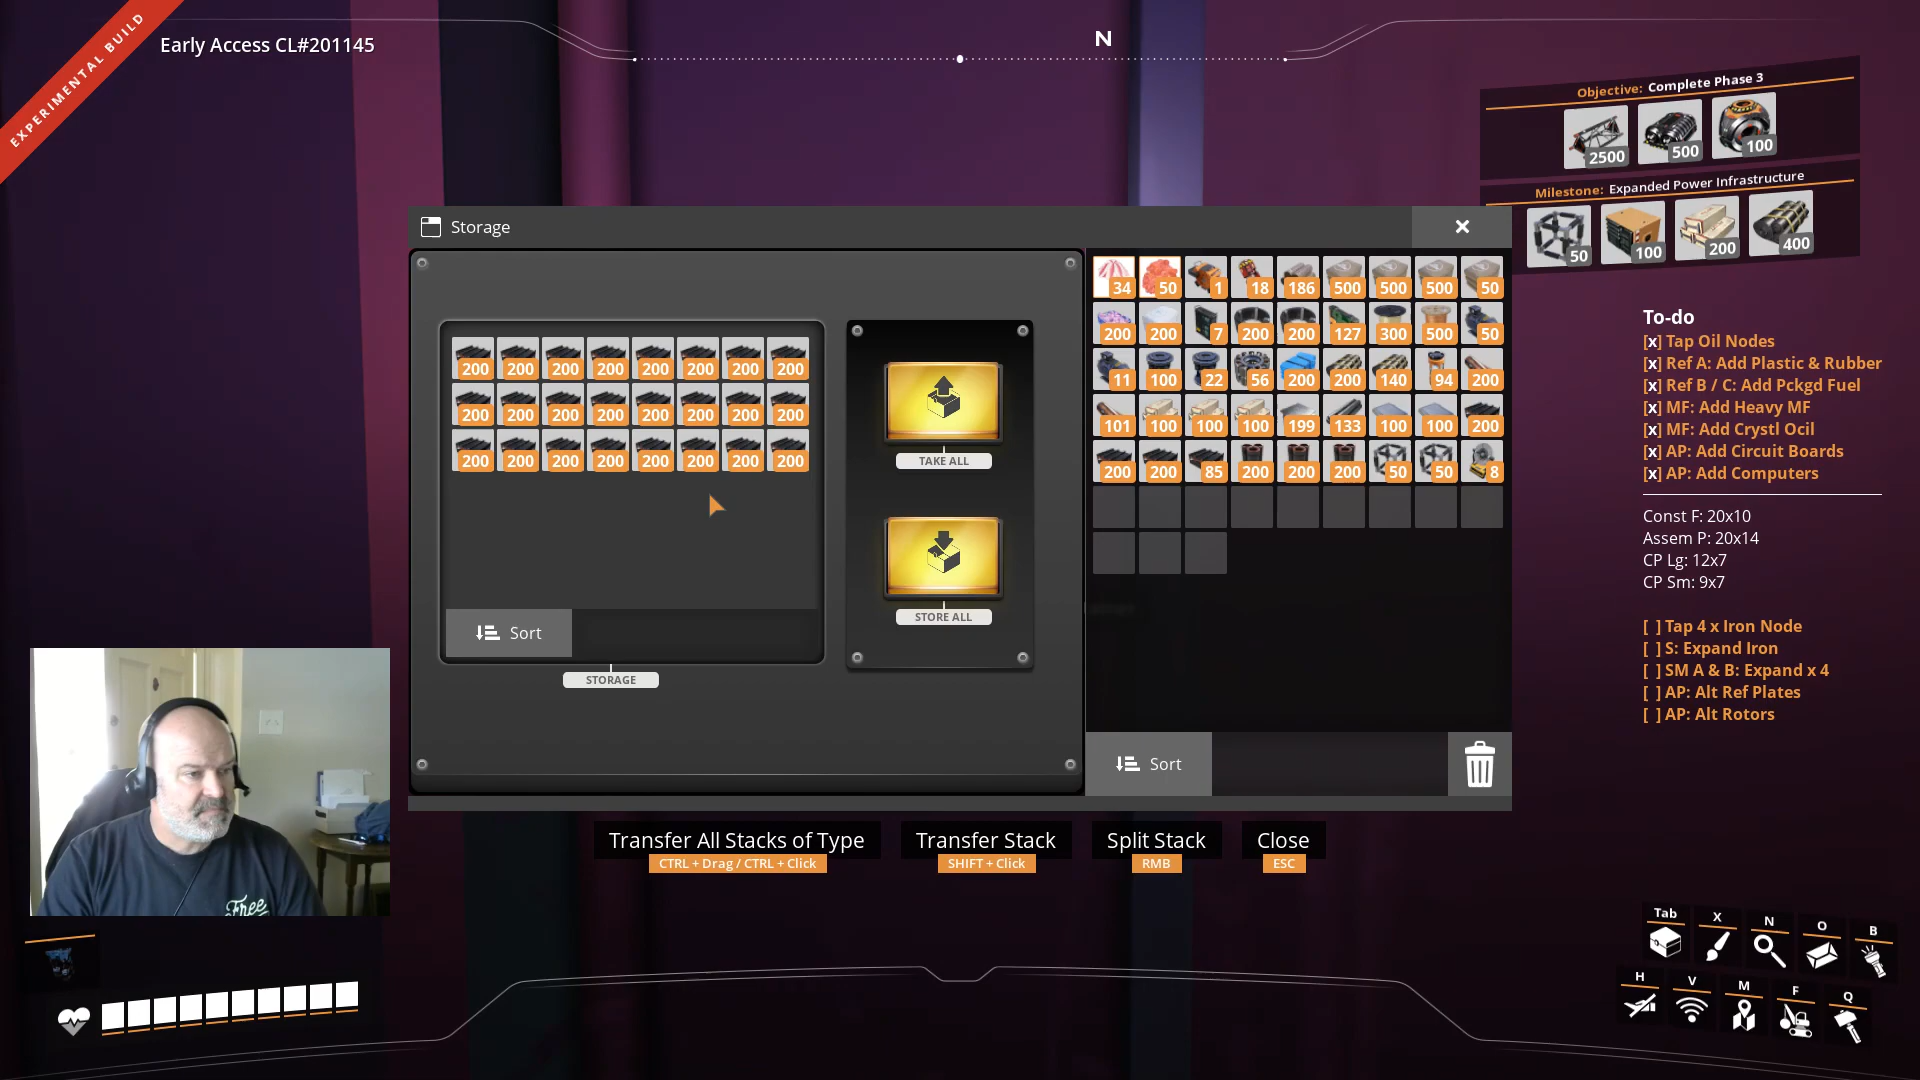 EXPERIMENTAL BUILD
Early Access CL#201145
N
Objective: Complete Phase 3
2500 500 100
Milestone: Expanded Power Infrastructure
50 100 200 400
Storage
34 50 1 18 186 500 500 500 50
200 200 7 200 200 127 300 500 50
11 100 22 56 200 200 140 94 200
101 100 100 100 199 133 100 100 200
200 200 85 200 200 200 50 50 8
200 200 200 200 200 200 200 200
200 200 200 200 200 200 200 200
200 200 200 200 200 200 200 200
TAKE ALL
STORE ALL
Sort
STORAGE
Sort
To-do
[x] Tap Oil Nodes
[x] Ref A: Add Plastic & Rubber
[x] Ref B / C: Add Pckgd Fuel
[x] MF: Add Heavy MF
[x] MF: Add Crystl Ocil
[x] AP: Add Circuit Boards
[x] AP: Add Computers
Const F: 20x10
Assem P: 20x14
CP Lg: 12x7
CP Sm: 9x7
[ ] Tap 4 x Iron Node
[ ] S: Expand Iron
[ ] SM A & B: Expand x 4
[ ] AP: Alt Ref Plates
[ ] AP: Alt Rotors
Transfer All Stacks of Type
CTRL + Drag / CTRL + Click
Transfer Stack
SHIFT + Click
Split Stack
RMB
Close
ESC
Free
Tab X N O B
H V M F Q